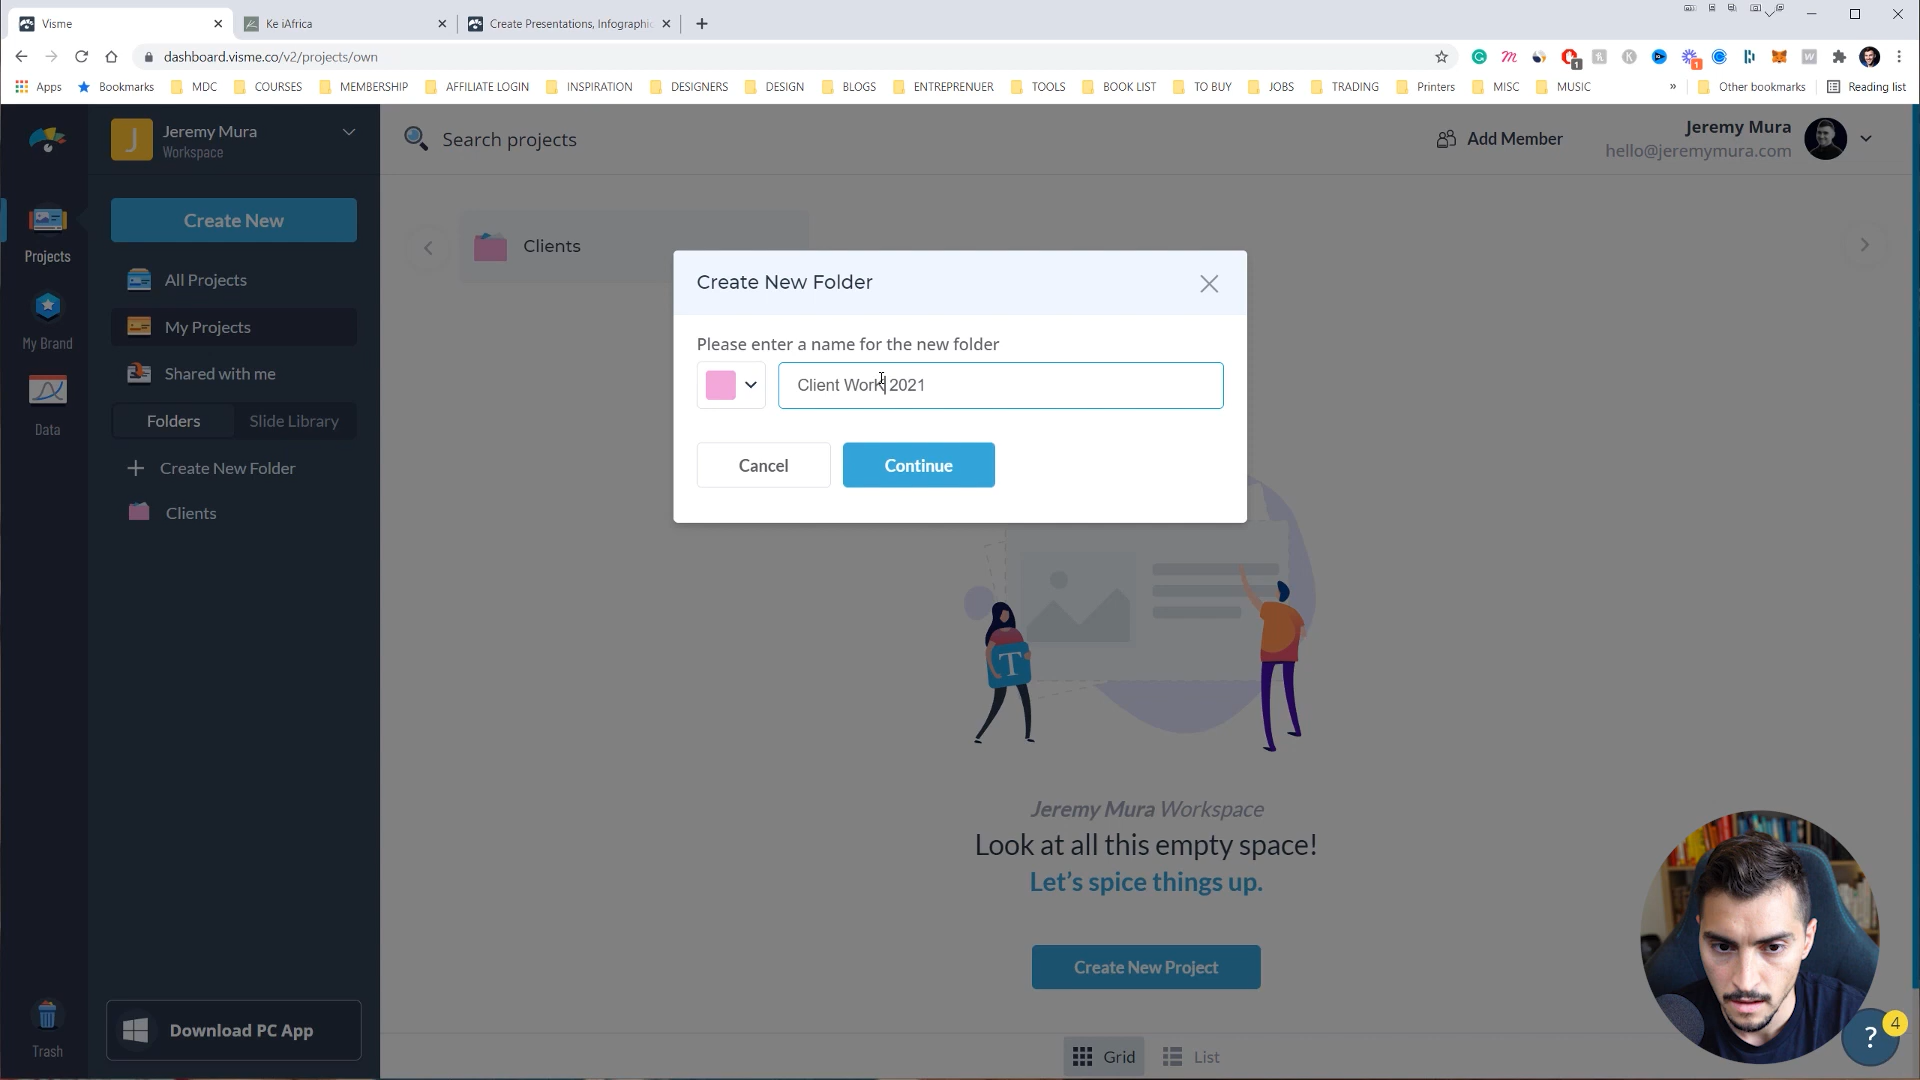 Visme
Ke iAfrica
Create Presentations, Infographic
dashboard.visme.co/v2/projects/own
Apps
Bookmarks
MDC
COURSES
MEMBERSHIP
AFFILIATE LOGIN
INSPIRATION
DESIGNERS
DESIGN
BLOGS
ENTREPRENUER
TOOLS
BOOK LIST
TO BUY
JOBS
TRADING
Printers
MISC
MUSIC
»
Other bookmarks
Reading list
1
1
J
Jeremy Mura
Workspace
Search projects
Add Member
Jeremy Mura
hello@jeremymura.com
Create New
Projects
All Projects
My Brand
My Projects
Shared with me
Data
Folders
Slide Library
Create New Folder
Clients
Clients
Create New Folder
Please enter a name for the new folder
Client Work 2021
Cancel
Continue
T
Jeremy Mura Workspace
Look at all this empty space!
Let's spice things up.
Create New Project
Download PC App
Trash
Grid
List
?
4